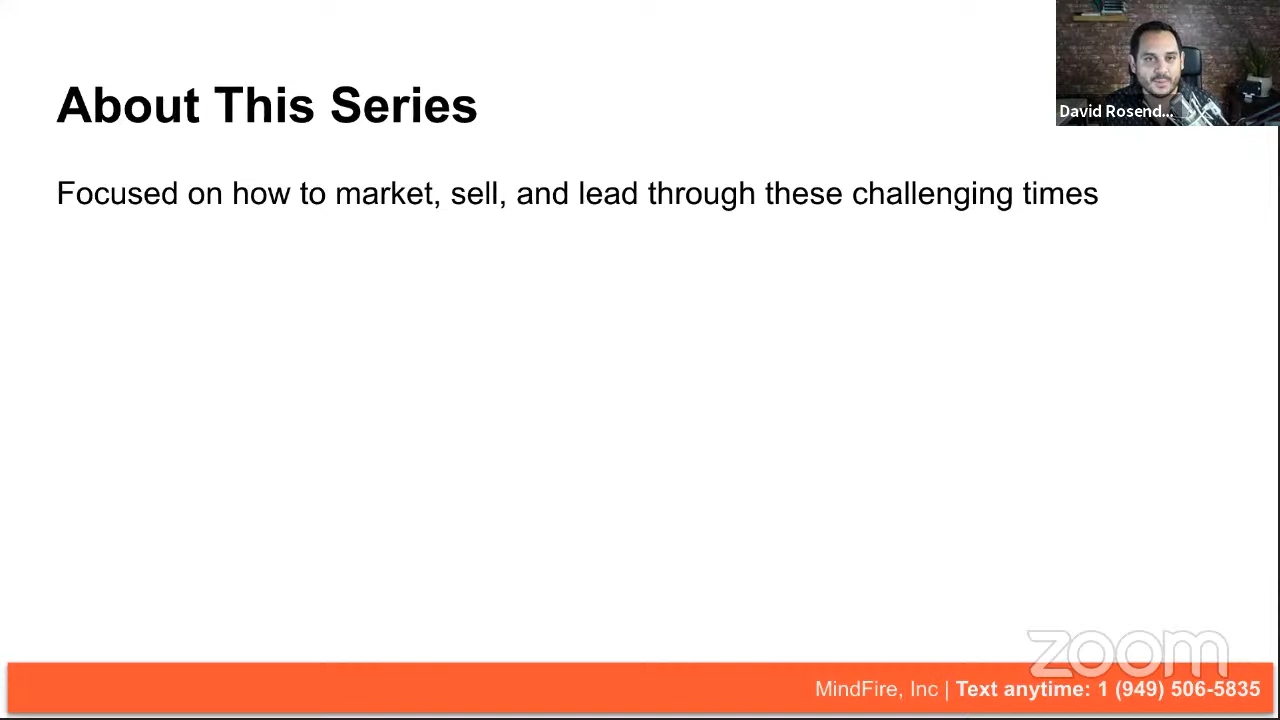 About This Series
David Rosend...
Focused on how to market, sell, and lead through these challenging times
zoom
MindFire, Inc | Text anytime: 1 (949) 506-5835